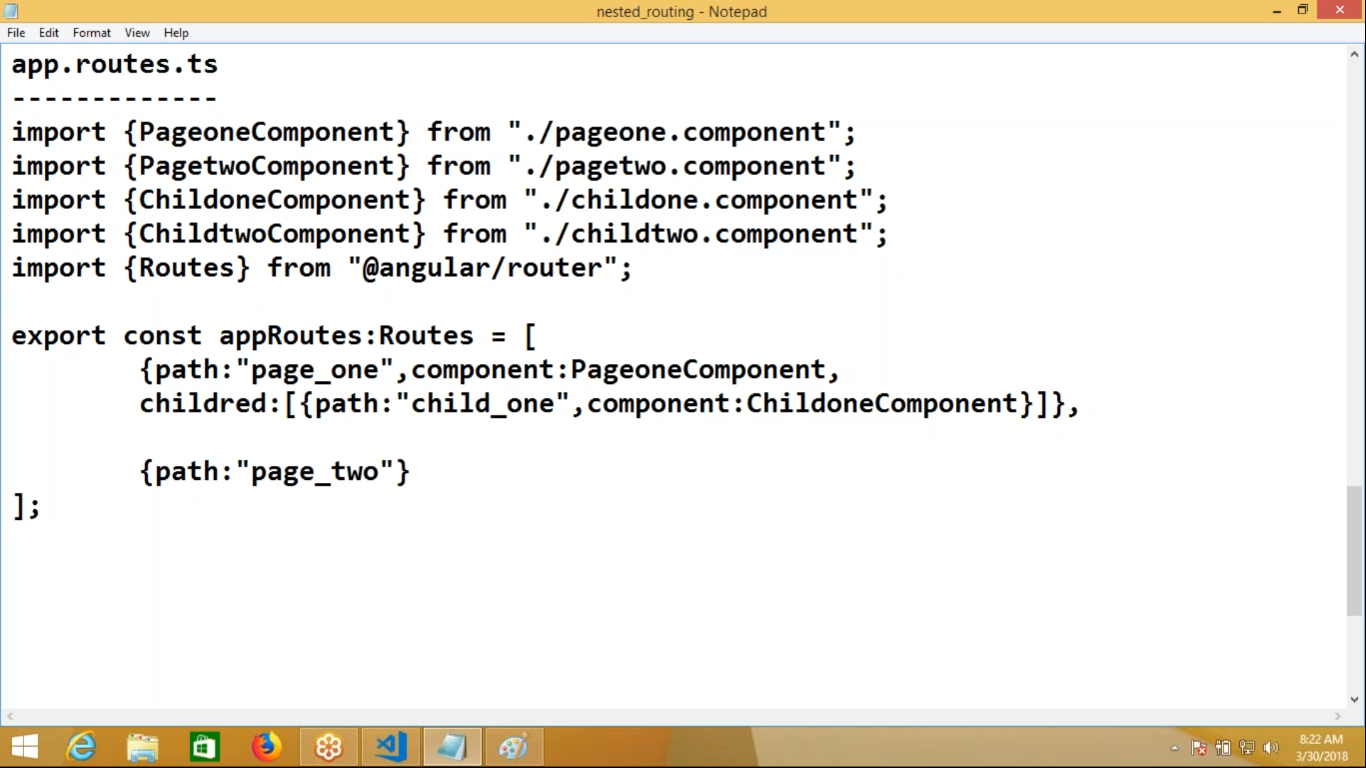 nested_routing - Notepad
File Edit Format View Help
app.routes.ts
-------------
import {PageoneComponent} from "./pageone.component";
import {PagetwoComponent} from "./pagetwo.component";
import {ChildoneComponent} from "./childone.component";
import {ChildtwoComponent} from "./childtwo.component";
import {Routes} from "@angular/router";
export const appRoutes:Routes = [
{path:"page_one",component:PageoneComponent,
childred:[{path:"child_one",component:ChildoneComponent}]},
{path:"page_two"}
];
8:22 AM
3/30/2018